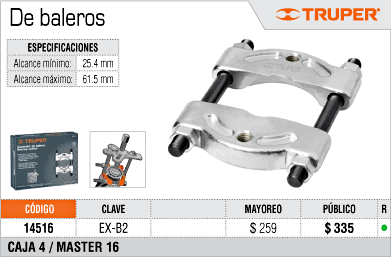 De baleros
TRUPER®
ESPECIFICACIONES
Alcance mínimo: 25.4 mm
Alcance máximo: 61.5 mm
TRUPER
CÓDIGO CLAVE MAYOREO PÚBLICO R
14516 EX-B2 $ 259 $ 335
CAJA 4 / MASTER 16